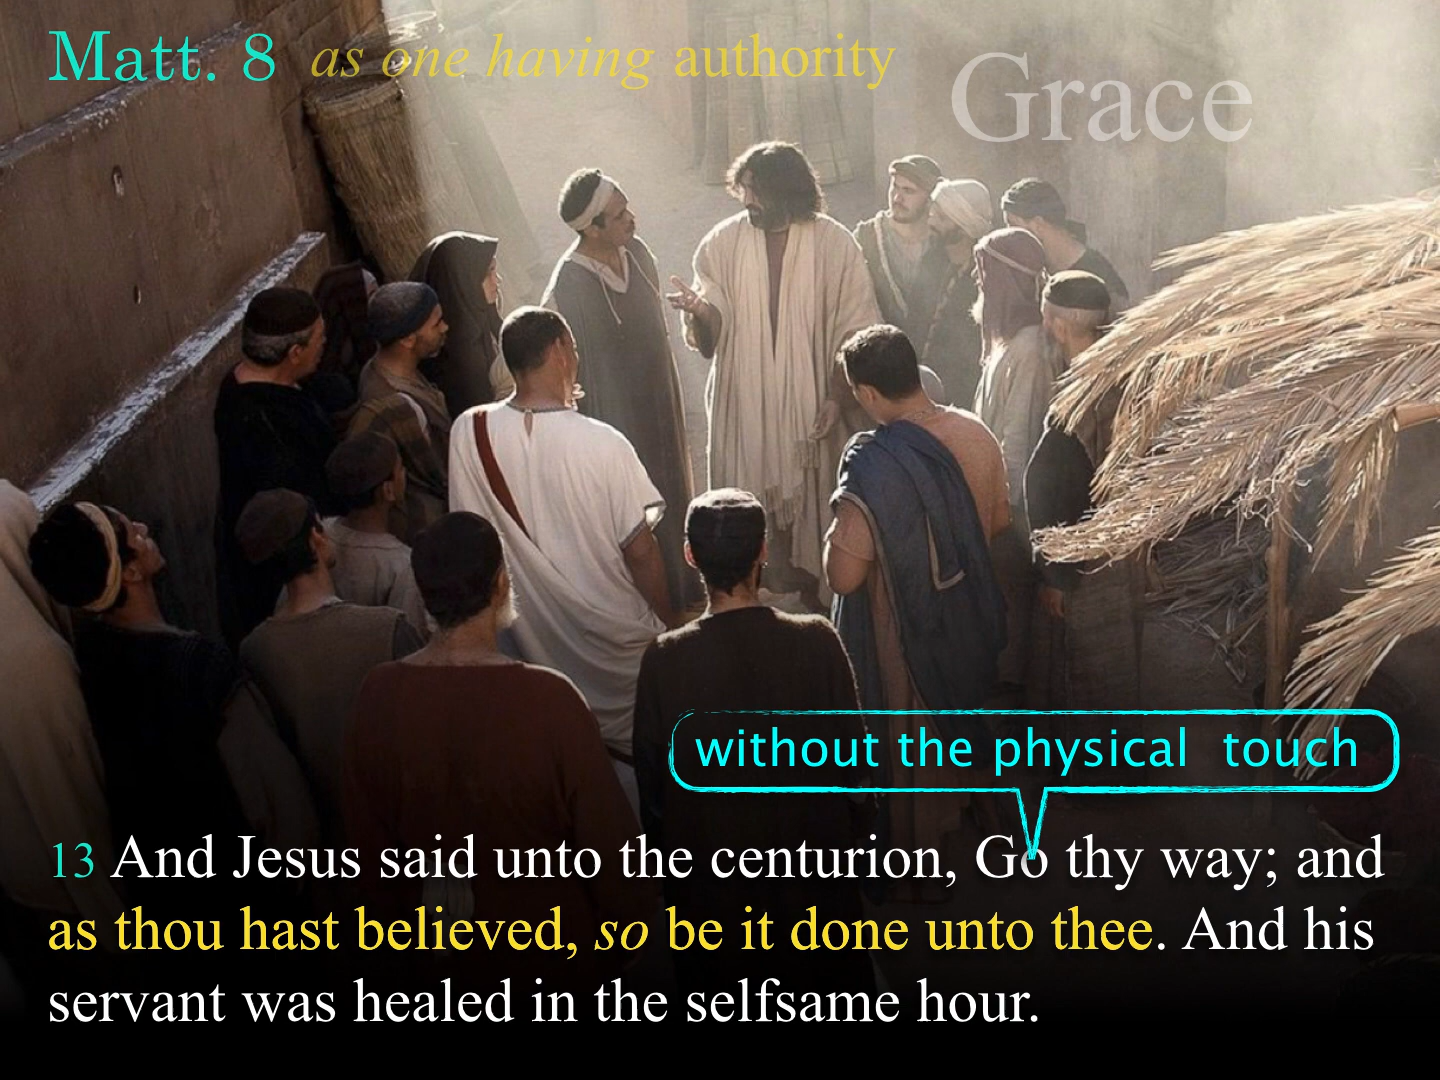 Matt. 8 as one having authority
Grace
without the physical touch
13 And Jesus said unto the centurion, Go thy way; and
as thou hast believed, so be it done unto thee. And his
servant was healed in the selfsame hour.